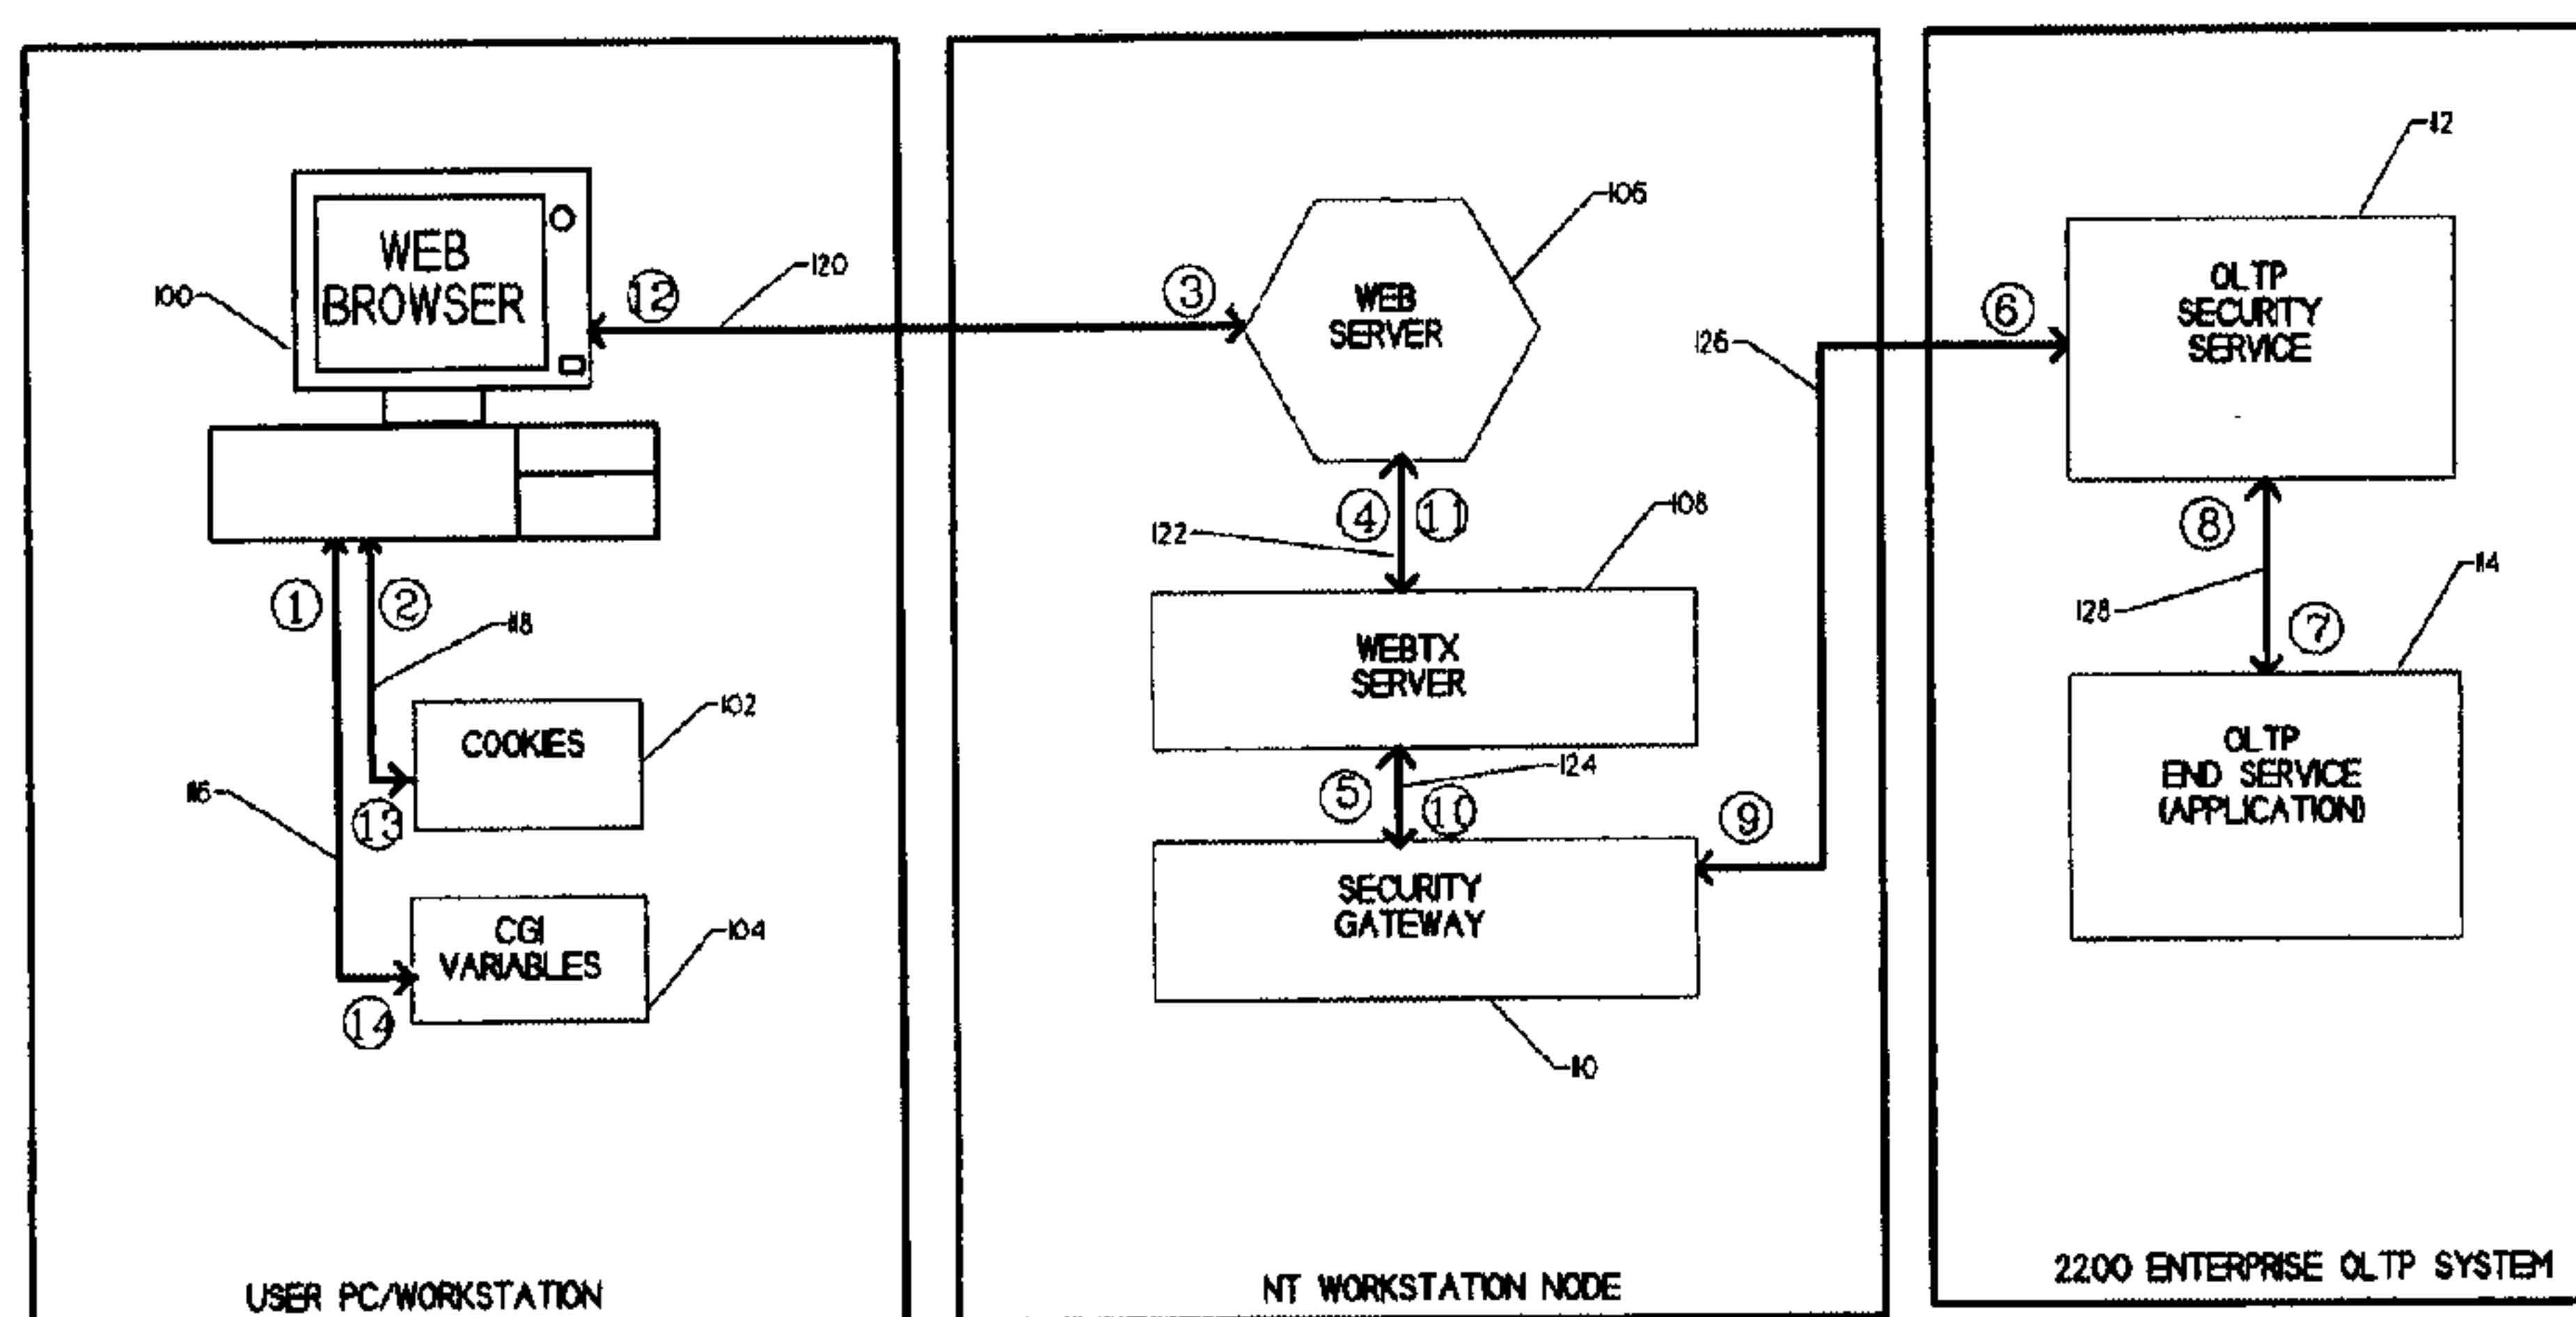 WEB
BROWSER
100
12
120
1
2
118
COOKIES
102
13
116
CGI
VARIABLES
104
14
USER PC/WORKSTATION
3
WEB
SERVER
106
4
11
122
108
WEBTX
SERVER
5
10
124
9
SECURITY
GATEWAY
110
126
NT WORKSTATION NODE
112
6
OLTP
SECURITY
SERVICE
8
128
7
114
OLTP
END SERVICE
(APPLICATION)
2200 ENTERPRISE OLTP SYSTEM